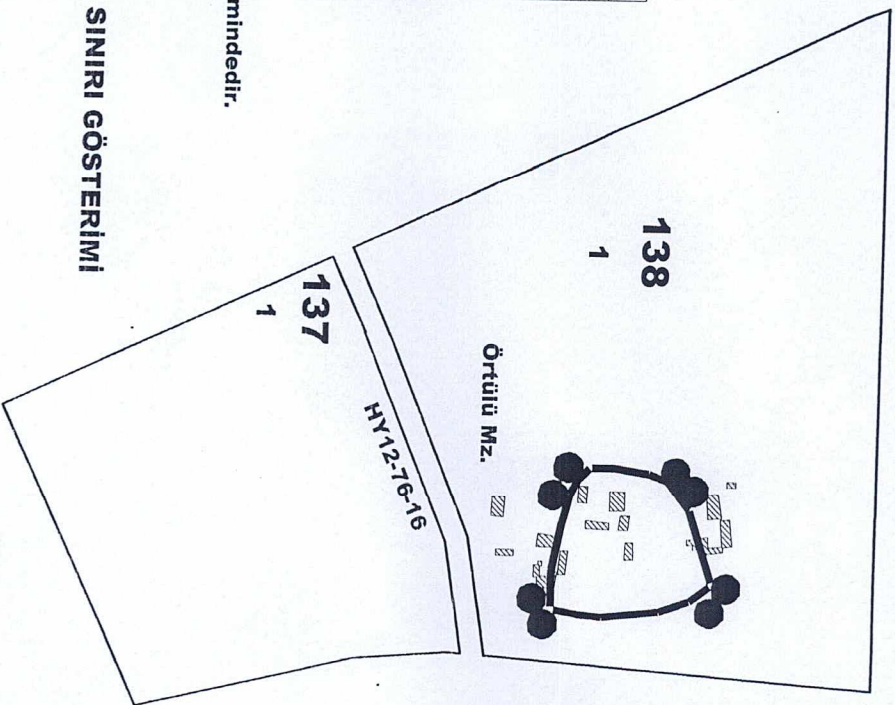 138
1
Örtülü Mz.
HY12-76-16
137
1
mindedir.
SINIRI GÖSTERİMİ